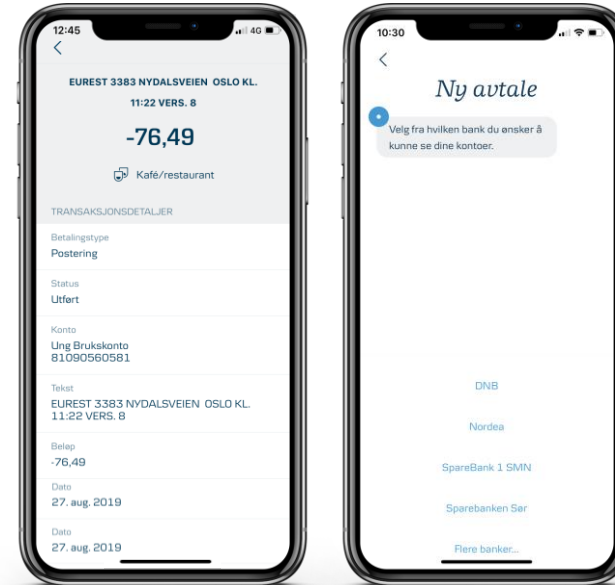 12:45
4G
EUREST 3383 NYDALSVEIEN OSLO KL.
11:22 VERS. 8
-76,49
Kafé/restaurant
TRANSAKSJONSDETALJER
Betalingstype
Postering
Status
Utført
Konto
Ung Brukskonto
81090560581
Tekst
EUREST 3383 NYDALSVEIEN OSLO KL.
11:22 VERS. 8
Beløp
-76,49
Dato
27. aug. 2019
Dato
27. aug. 2019
10:30
Ny avtale
Velg fra hvilken bank du ønsker å
kunne se dine kontoer.
DNB
Nordea
SpareBank 1 SMN
Sparebanken Sør
Flere banker...